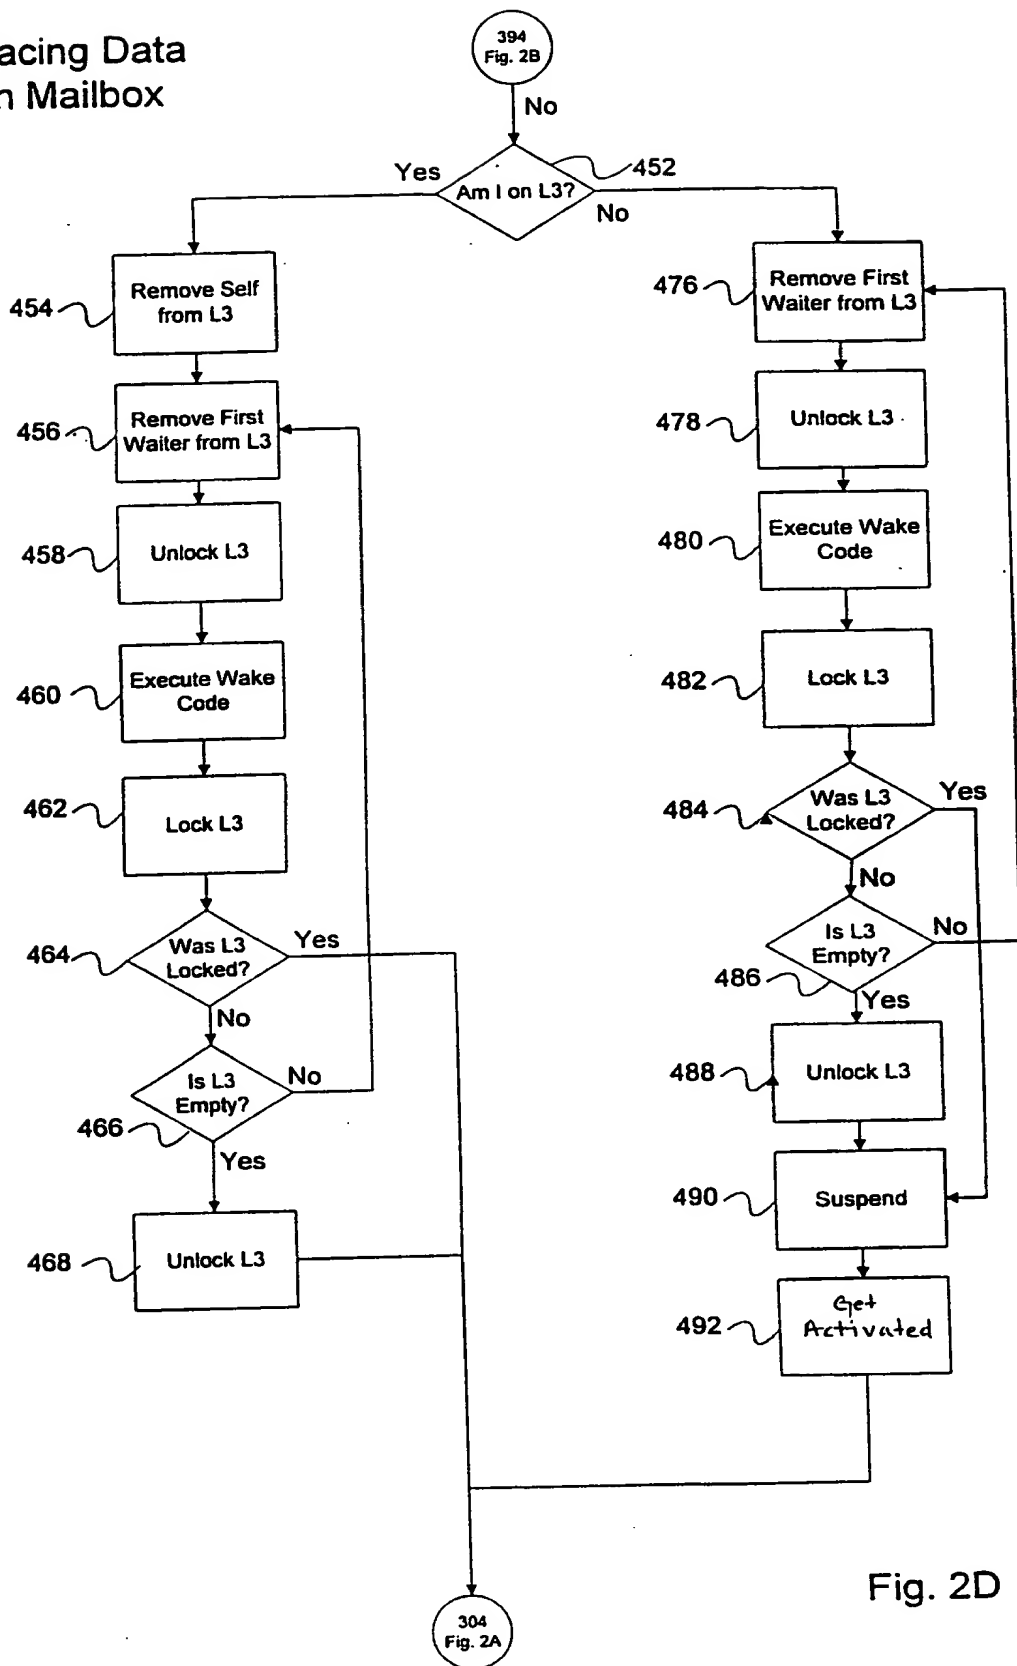 acing Data
n Mailbox
394
Fig. 2B
No
452
Am I on L3?
Yes
No
454
Remove Self
from L3
456
Remove First
Waiter from L3
458
Unlock L3
460
Execute Wake
Code
462
Lock L3
464
Was L3
Locked?
Yes
No
466
Is L3
Empty?
No
Yes
468
Unlock L3
476
Remove First
Waiter from L3
478
Unlock L3
480
Execute Wake
Code
482
Lock L3
484
Was L3
Locked?
Yes
No
486
Is L3
Empty?
No
Yes
488
Unlock L3
490
Suspend
492
Get
Activated
304
Fig. 2A
Fig. 2D